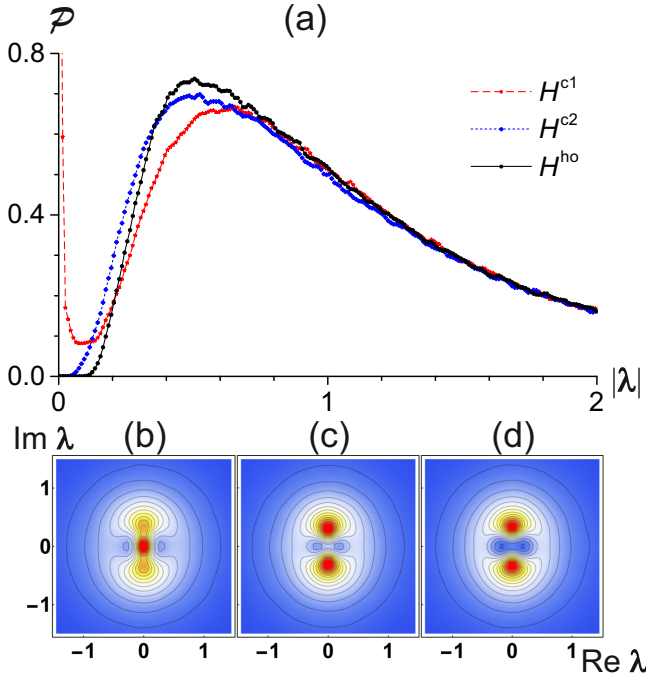 𝒫 (a)
0.8
H^c1
H^c2
H^ho
0.4
0.0
0 1 2 |λ|
Im λ (b) (c) (d)
1
0
−1
−1 0 1 −1 0 1 −1 0 1
Re λ